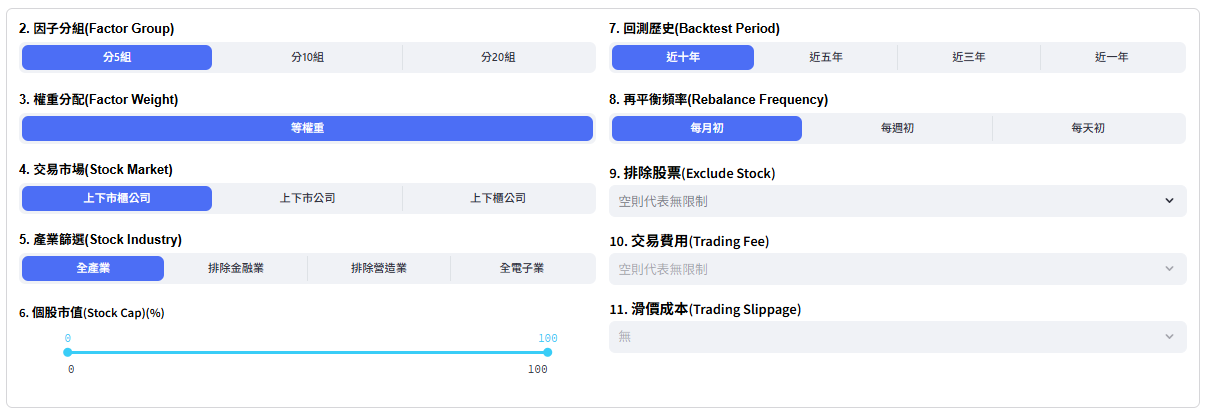 2. 因子分組(Factor Group)
分5組 分10組 分20組
3. 權重分配(Factor Weight)
等權重
4. 交易市場(Stock Market)
上下市櫃公司 上下市公司 上下櫃公司
5. 產業篩選(Stock Industry)
全產業 排除金融業 排除營造業 全電子業
6. 個股市值(Stock Cap)(%)
0 100
0 100
7. 回測歷史(Backtest Period)
近十年 近五年 近三年 近一年
8. 再平衡頻率(Rebalance Frequency)
每月初 每週初 每天初
9. 排除股票(Exclude Stock)
空則代表無限制
10. 交易費用(Trading Fee)
空則代表無限制
11. 滑價成本(Trading Slippage)
無